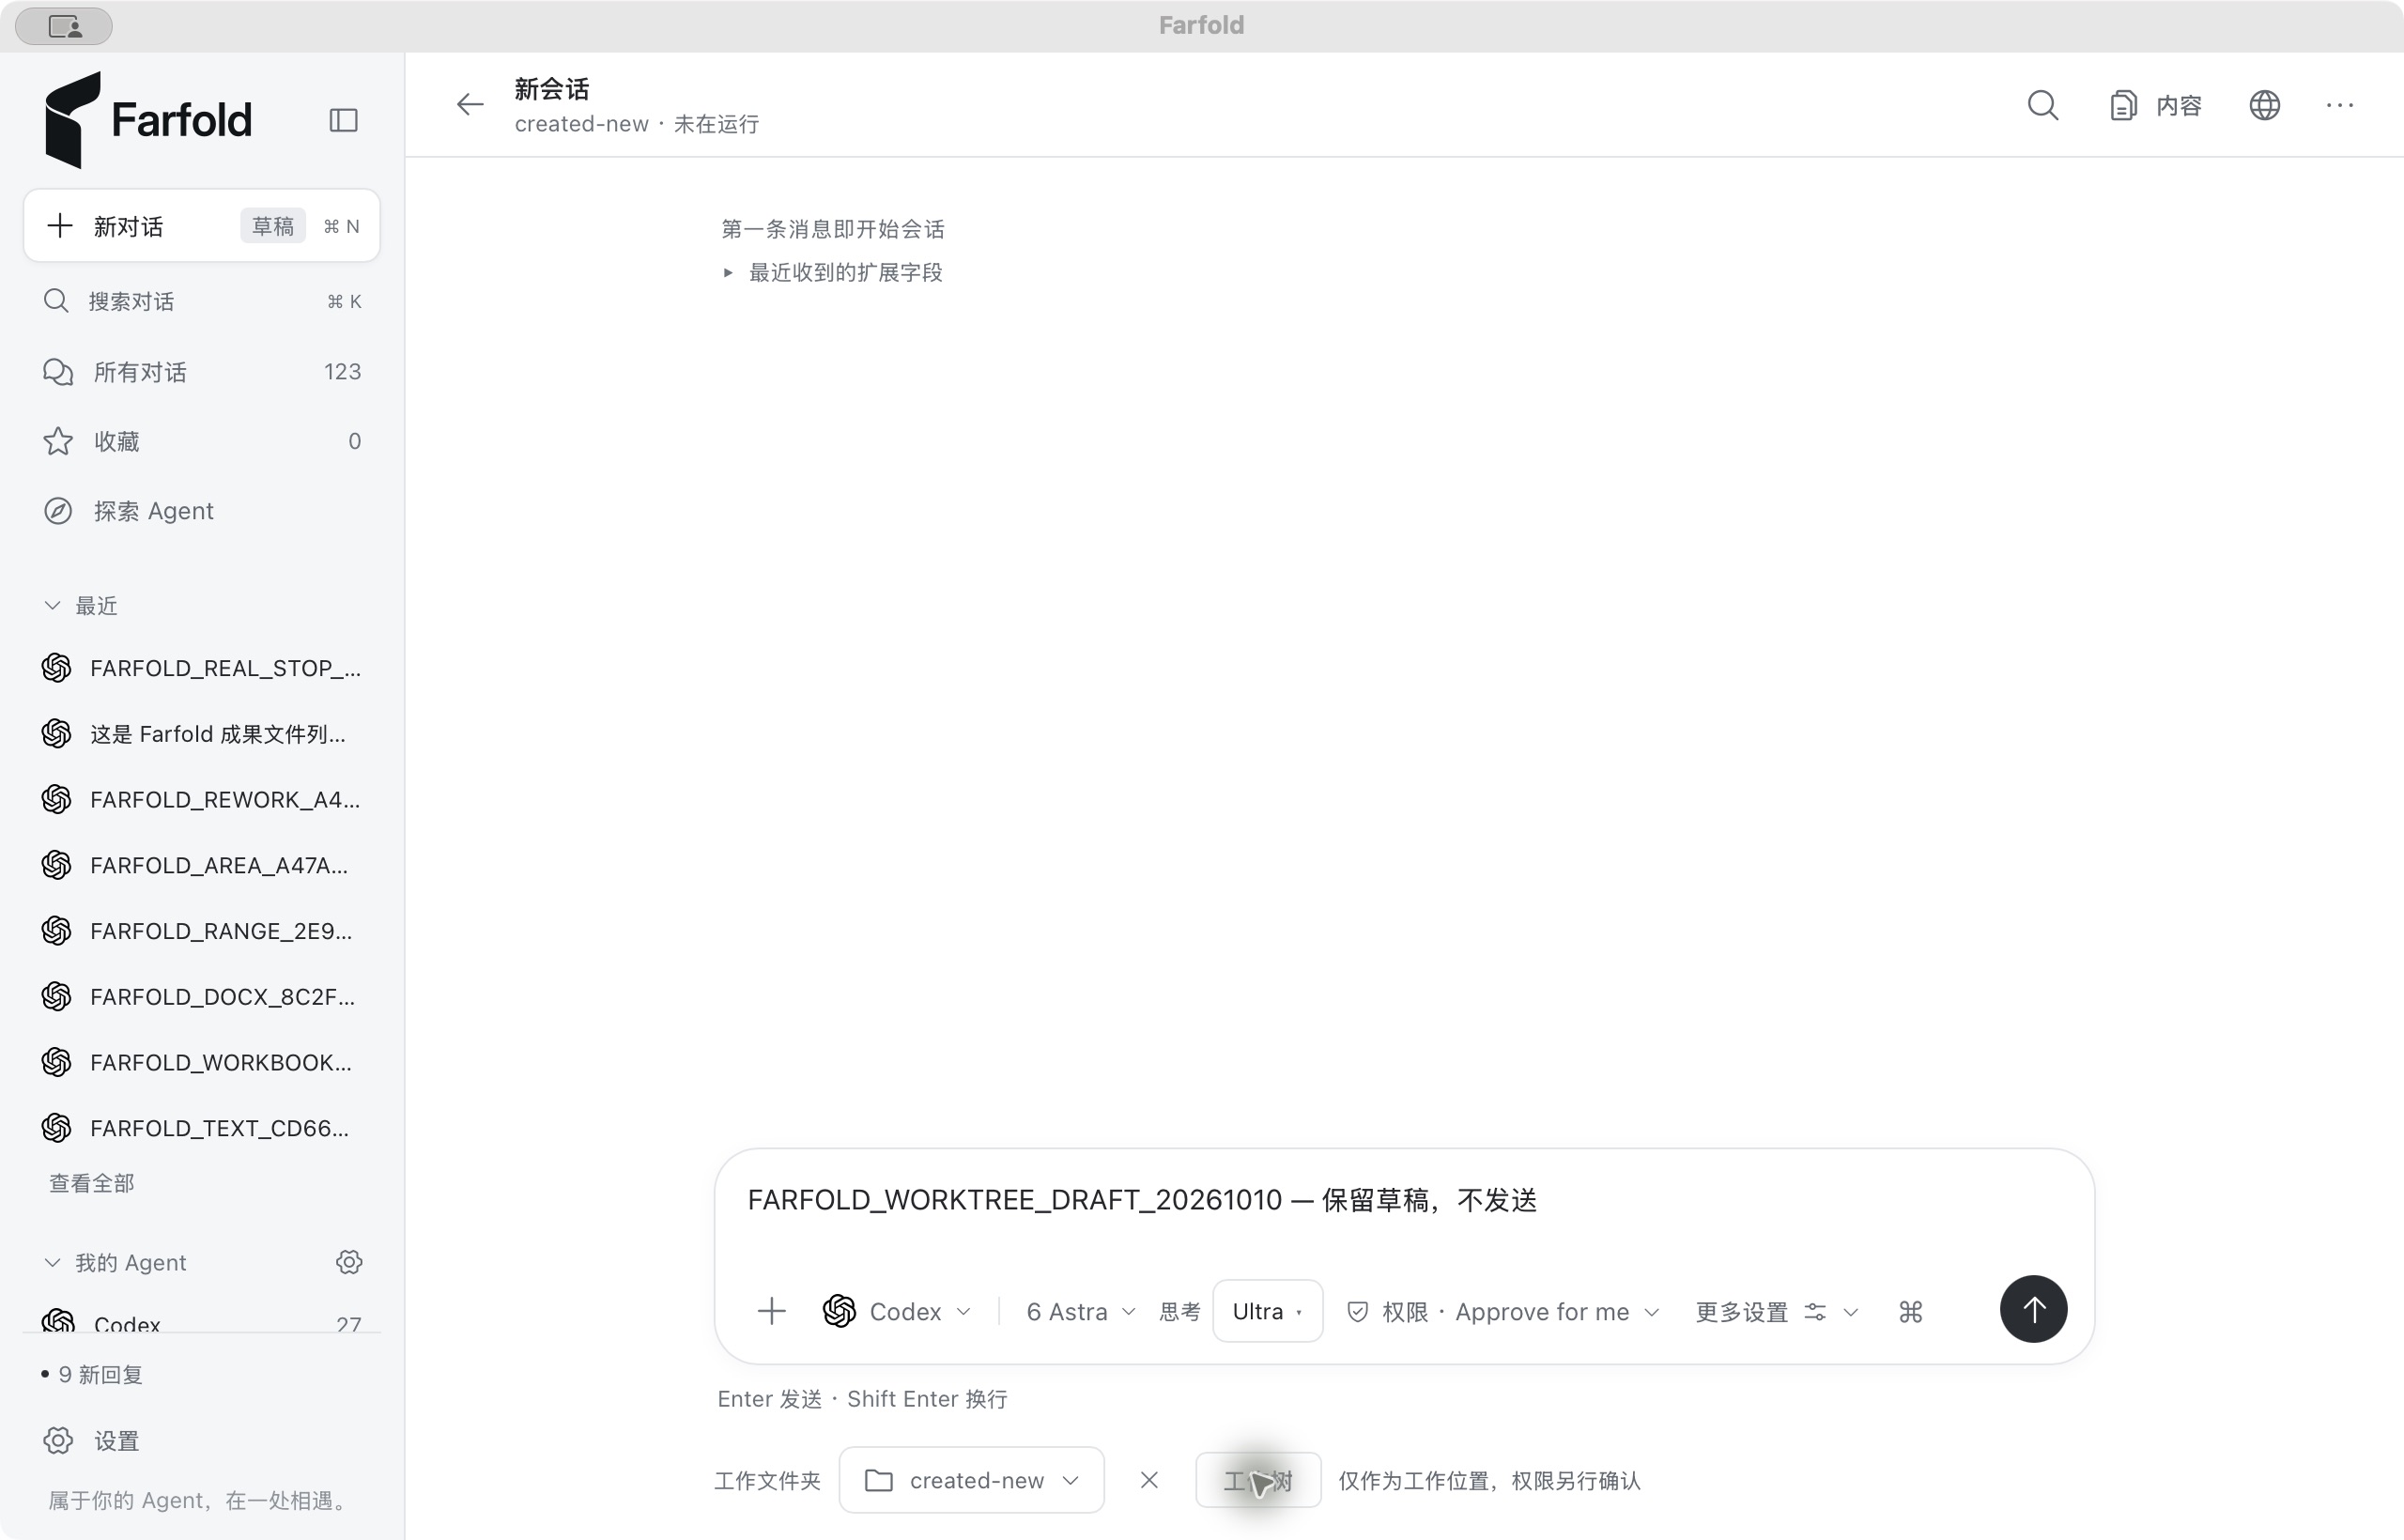 Farfold
Farfold
新对话 草稿 ⌘ N
搜索对话 ⌘ K
所有对话 123
收藏 0
探索 Agent
最近
FARFOLD_REAL_STOP_...
这是 Farfold 成果文件列...
FARFOLD_REWORK_A4...
FARFOLD_AREA_A47A...
FARFOLD_RANGE_2E9...
FARFOLD_DOCX_8C2F...
FARFOLD_WORKBOOK...
FARFOLD_TEXT_CD66...
查看全部
我的 Agent
Codex 27
9 新回复
设置
属于你的 Agent，在一处相遇。
新会话
created-new · 未在运行
内容
第一条消息即开始会话
最近收到的扩展字段
FARFOLD_WORKTREE_DRAFT_20261010 — 保留草稿，不发送
Codex 6 Astra 思考 Ultra 权限 · Approve for me 更多设置 ⌘
Enter 发送 · Shift Enter 换行
工作文件夹 created-new 工作树 仅作为工作位置，权限另行确认